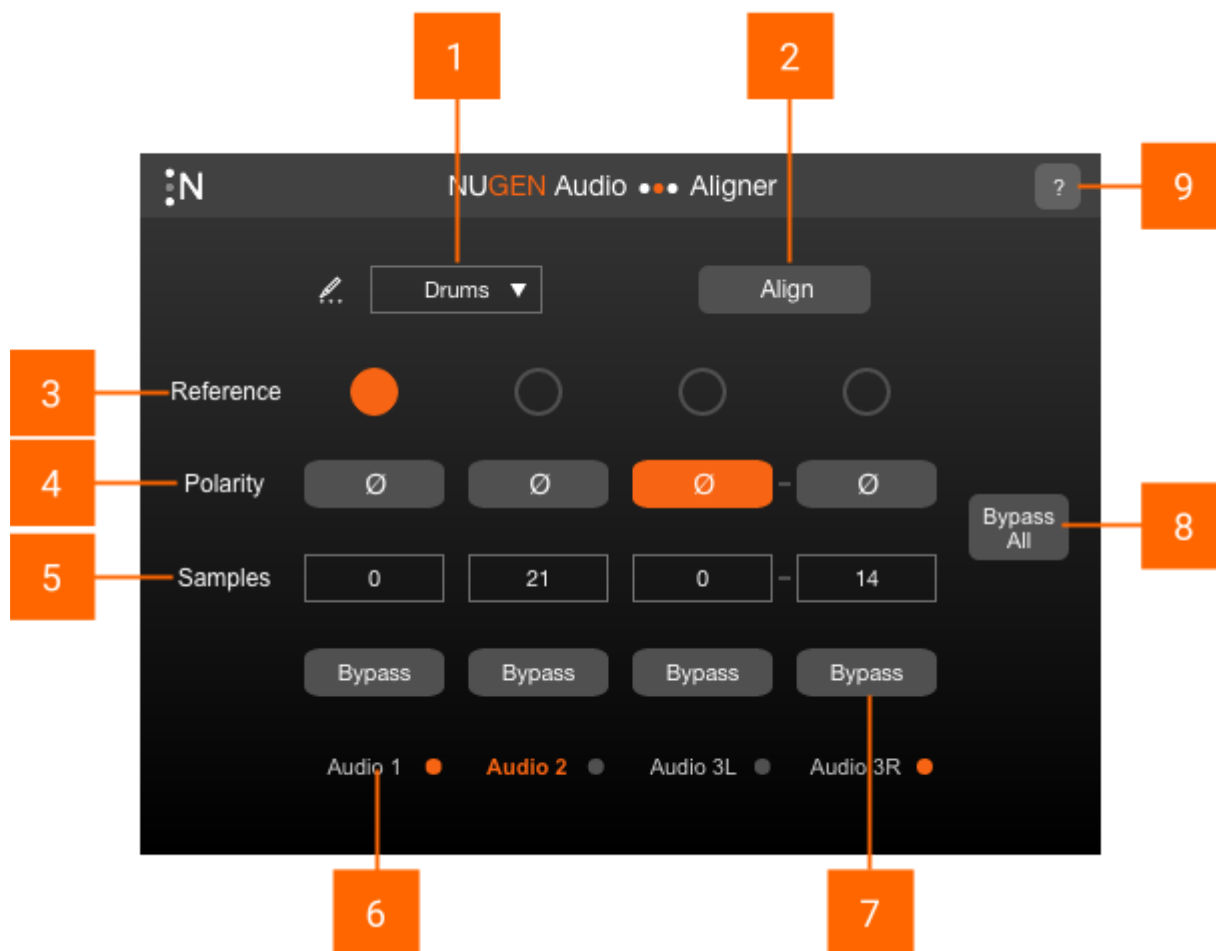 1 2
N NUGEN Audio Aligner ? 9
Drums ▼ Align
3 Reference
4 Polarity Ø Ø Ø - Ø
Bypass
All
8
5 Samples 0 21 0 - 14
Bypass Bypass Bypass Bypass
Audio 1 Audio 2 Audio 3L Audio 3R
6 7